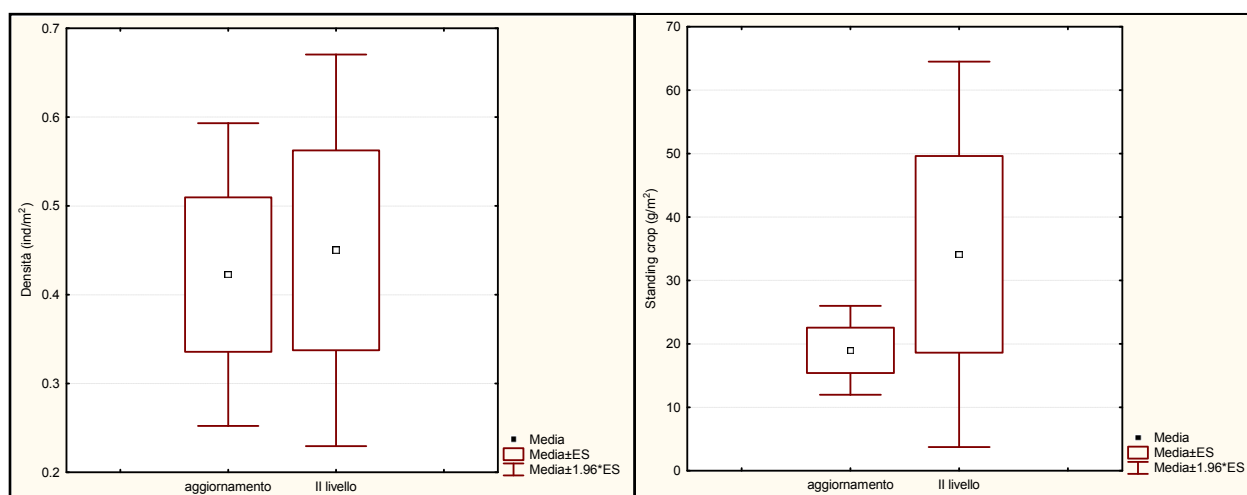 0.7
0.6
0.5
0.4
0.3
0.2
Densità (ind/m²)
aggiornamento
II livello
Media
Media±ES
Media±1.96*ES
70
60
50
40
30
20
10
0
Standing crop (g/m²)
aggiornamento
II livello
Media
Media±ES
Media±1.96*ES